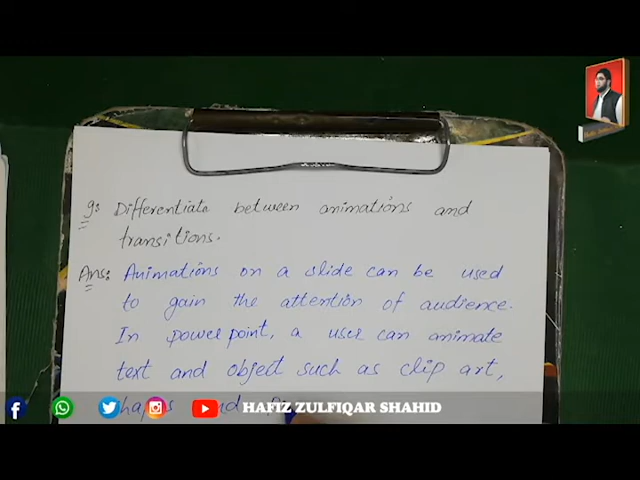 9: Differentiate between animations and
transitions.
Ans: Animations on a slide can be used
to gain the attention of audience.
In powerpoint, a user can animate
text and object such as clip art,
HAFIZ ZULFIQAR SHAHID